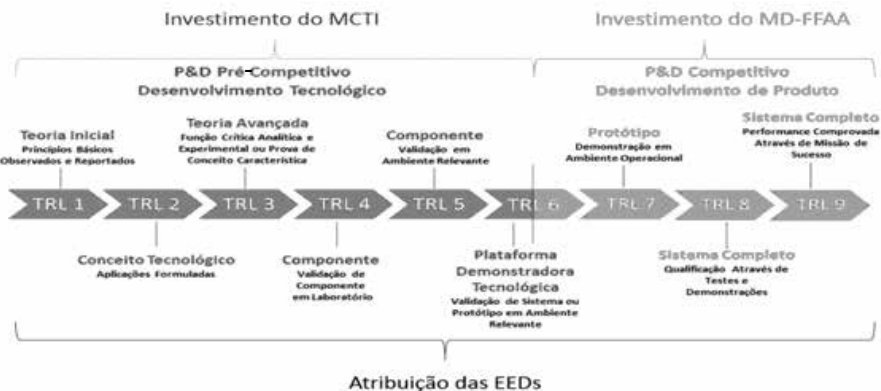 Investimento do MCTI
Investimento do MD-FFAA
P&D Pré-Competitivo
Desenvolvimento Tecnológico
P&D Competitivo
Desenvolvimento de Produto
Teoria Inicial
Princípios Básicos
Observados e Reportados
Teoria Avançada
Função Crítica Analítica e
Experimental ou Prova de
Conceito Característica
Componente
Validação em
Ambiente Relevante
Protótipo
Demonstração em
Ambiente Operacional
Sistema Completo
Performance Comprovada
Através de Missão de
Sucesso
TRL 1
TRL 2
TRL 3
TRL 4
TRL 5
TRL 6
TRL 7
TRL 8
TRL 9
Conceito Tecnológico
Aplicações Formuladas
Componente
Validação de
Componente
em Laboratório
Plataforma
Demonstradora
Tecnológica
Validação de Sistema ou
Protótipo em Ambiente
Relevante
Sistema Completo
Qualificação Através de
Testes e
Demonstrações
Atribuição das EEDs